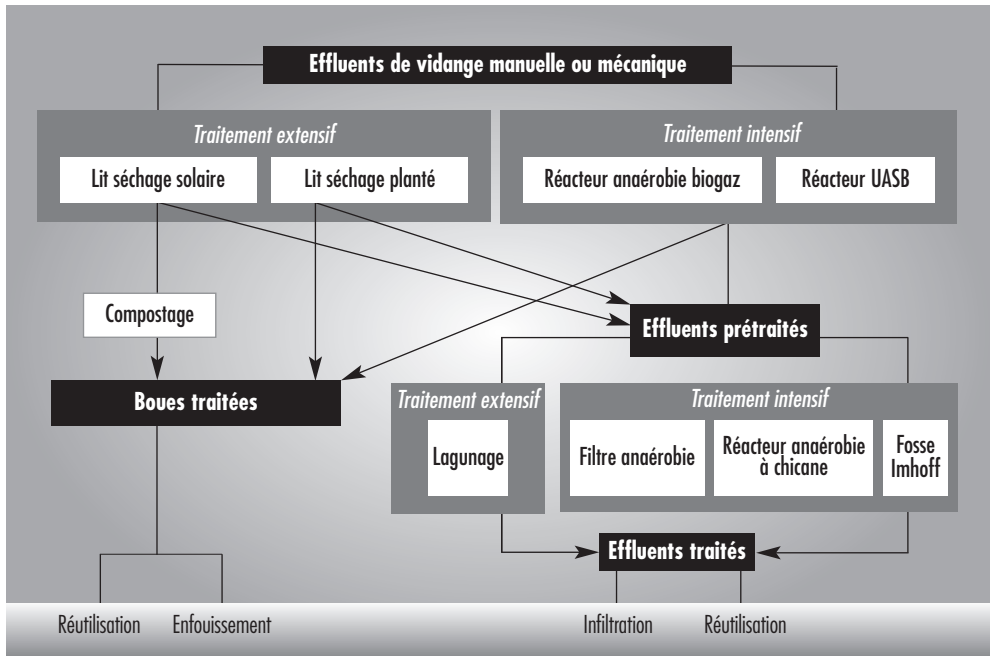 Effluents de vidange manuelle ou mécanique
Traitement extensif
Traitement intensif
Lit séchage solaire
Lit séchage planté
Réacteur anaérobie biogaz
Réacteur UASB
Compostage
Effluents prétraités
Boues traitées
Traitement extensif
Traitement intensif
Lagunage
Filtre anaérobie
Réacteur anaérobie
à chicane
Fosse
Imhoff
Effluents traités
Réutilisation
Enfouissement
Infiltration
Réutilisation